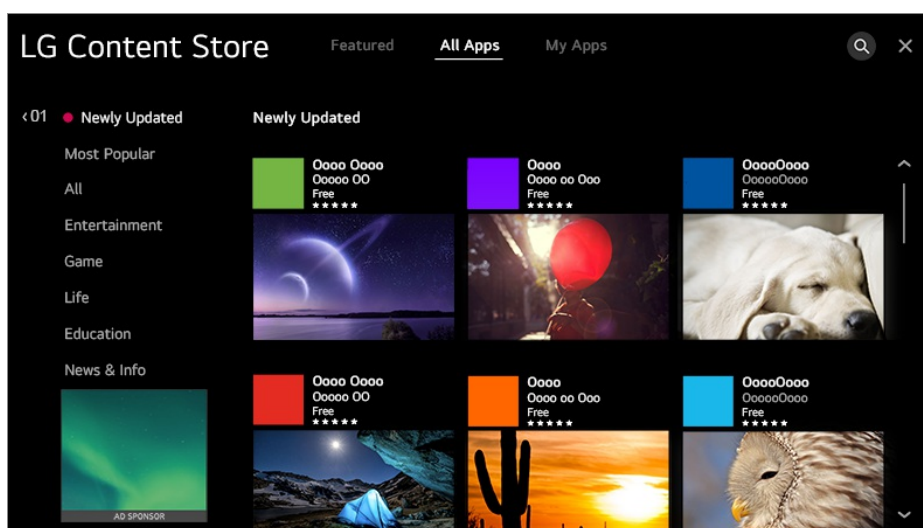 LG Content Store
Featured
All Apps
My Apps
‹ 01
Newly Updated
Most Popular
All
Entertainment
Game
Life
Education
News & Info
AD SPONSOR
Newly Updated
Oooo Oooo
Ooooo OO
Free
★★★★★
Oooo
Oooo oo Ooo
Free
★★★★★
OoooOooo
OooooOooo
Free
★★★★★
Oooo Oooo
Ooooo OO
Free
★★★★★
Oooo
Oooo oo Ooo
Free
★★★★★
OoooOooo
OooooOooo
Free
★★★★★